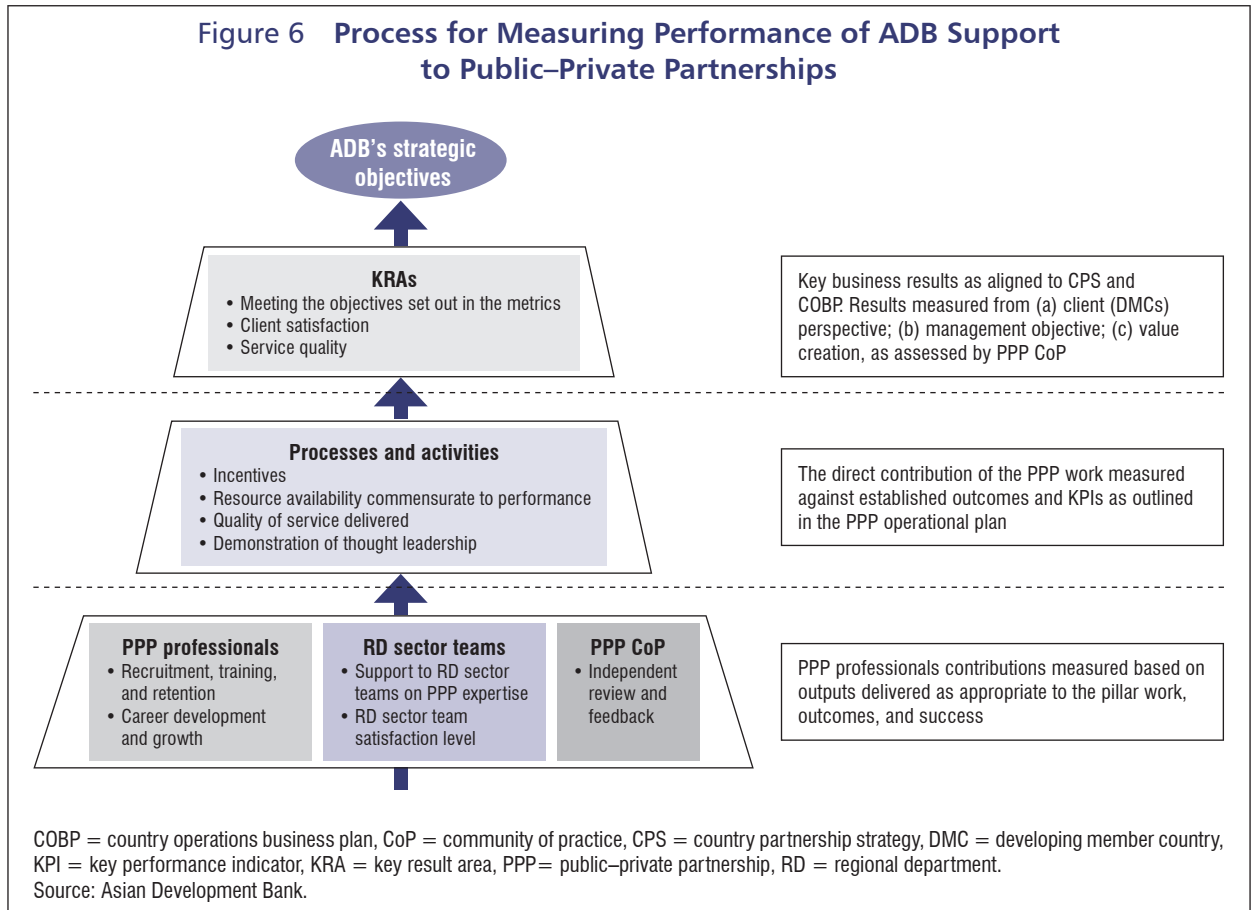 Figure 6 Process for Measuring Performance of ADB Support
to Public–Private Partnerships
ADB's strategic
objectives
KRAs
• Meeting the objectives set out in the metrics
• Client satisfaction
• Service quality
Key business results as aligned to CPS and
COBP. Results measured from (a) client (DMCs)
perspective; (b) management objective; (c) value
creation, as assessed by PPP CoP
Processes and activities
• Incentives
• Resource availability commensurate to performance
• Quality of service delivered
• Demonstration of thought leadership
The direct contribution of the PPP work measured
against established outcomes and KPIs as outlined
in the PPP operational plan
PPP professionals
• Recruitment, training,
and retention
• Career development
and growth
RD sector teams
• Support to RD sector
teams on PPP expertise
• RD sector team
satisfaction level
PPP CoP
• Independent
review and
feedback
PPP professionals contributions measured based on
outputs delivered as appropriate to the pillar work,
outcomes, and success
COBP = country operations business plan, CoP = community of practice, CPS = country partnership strategy, DMC = developing member country,
KPI = key performance indicator, KRA = key result area, PPP= public–private partnership, RD = regional department.
Source: Asian Development Bank.